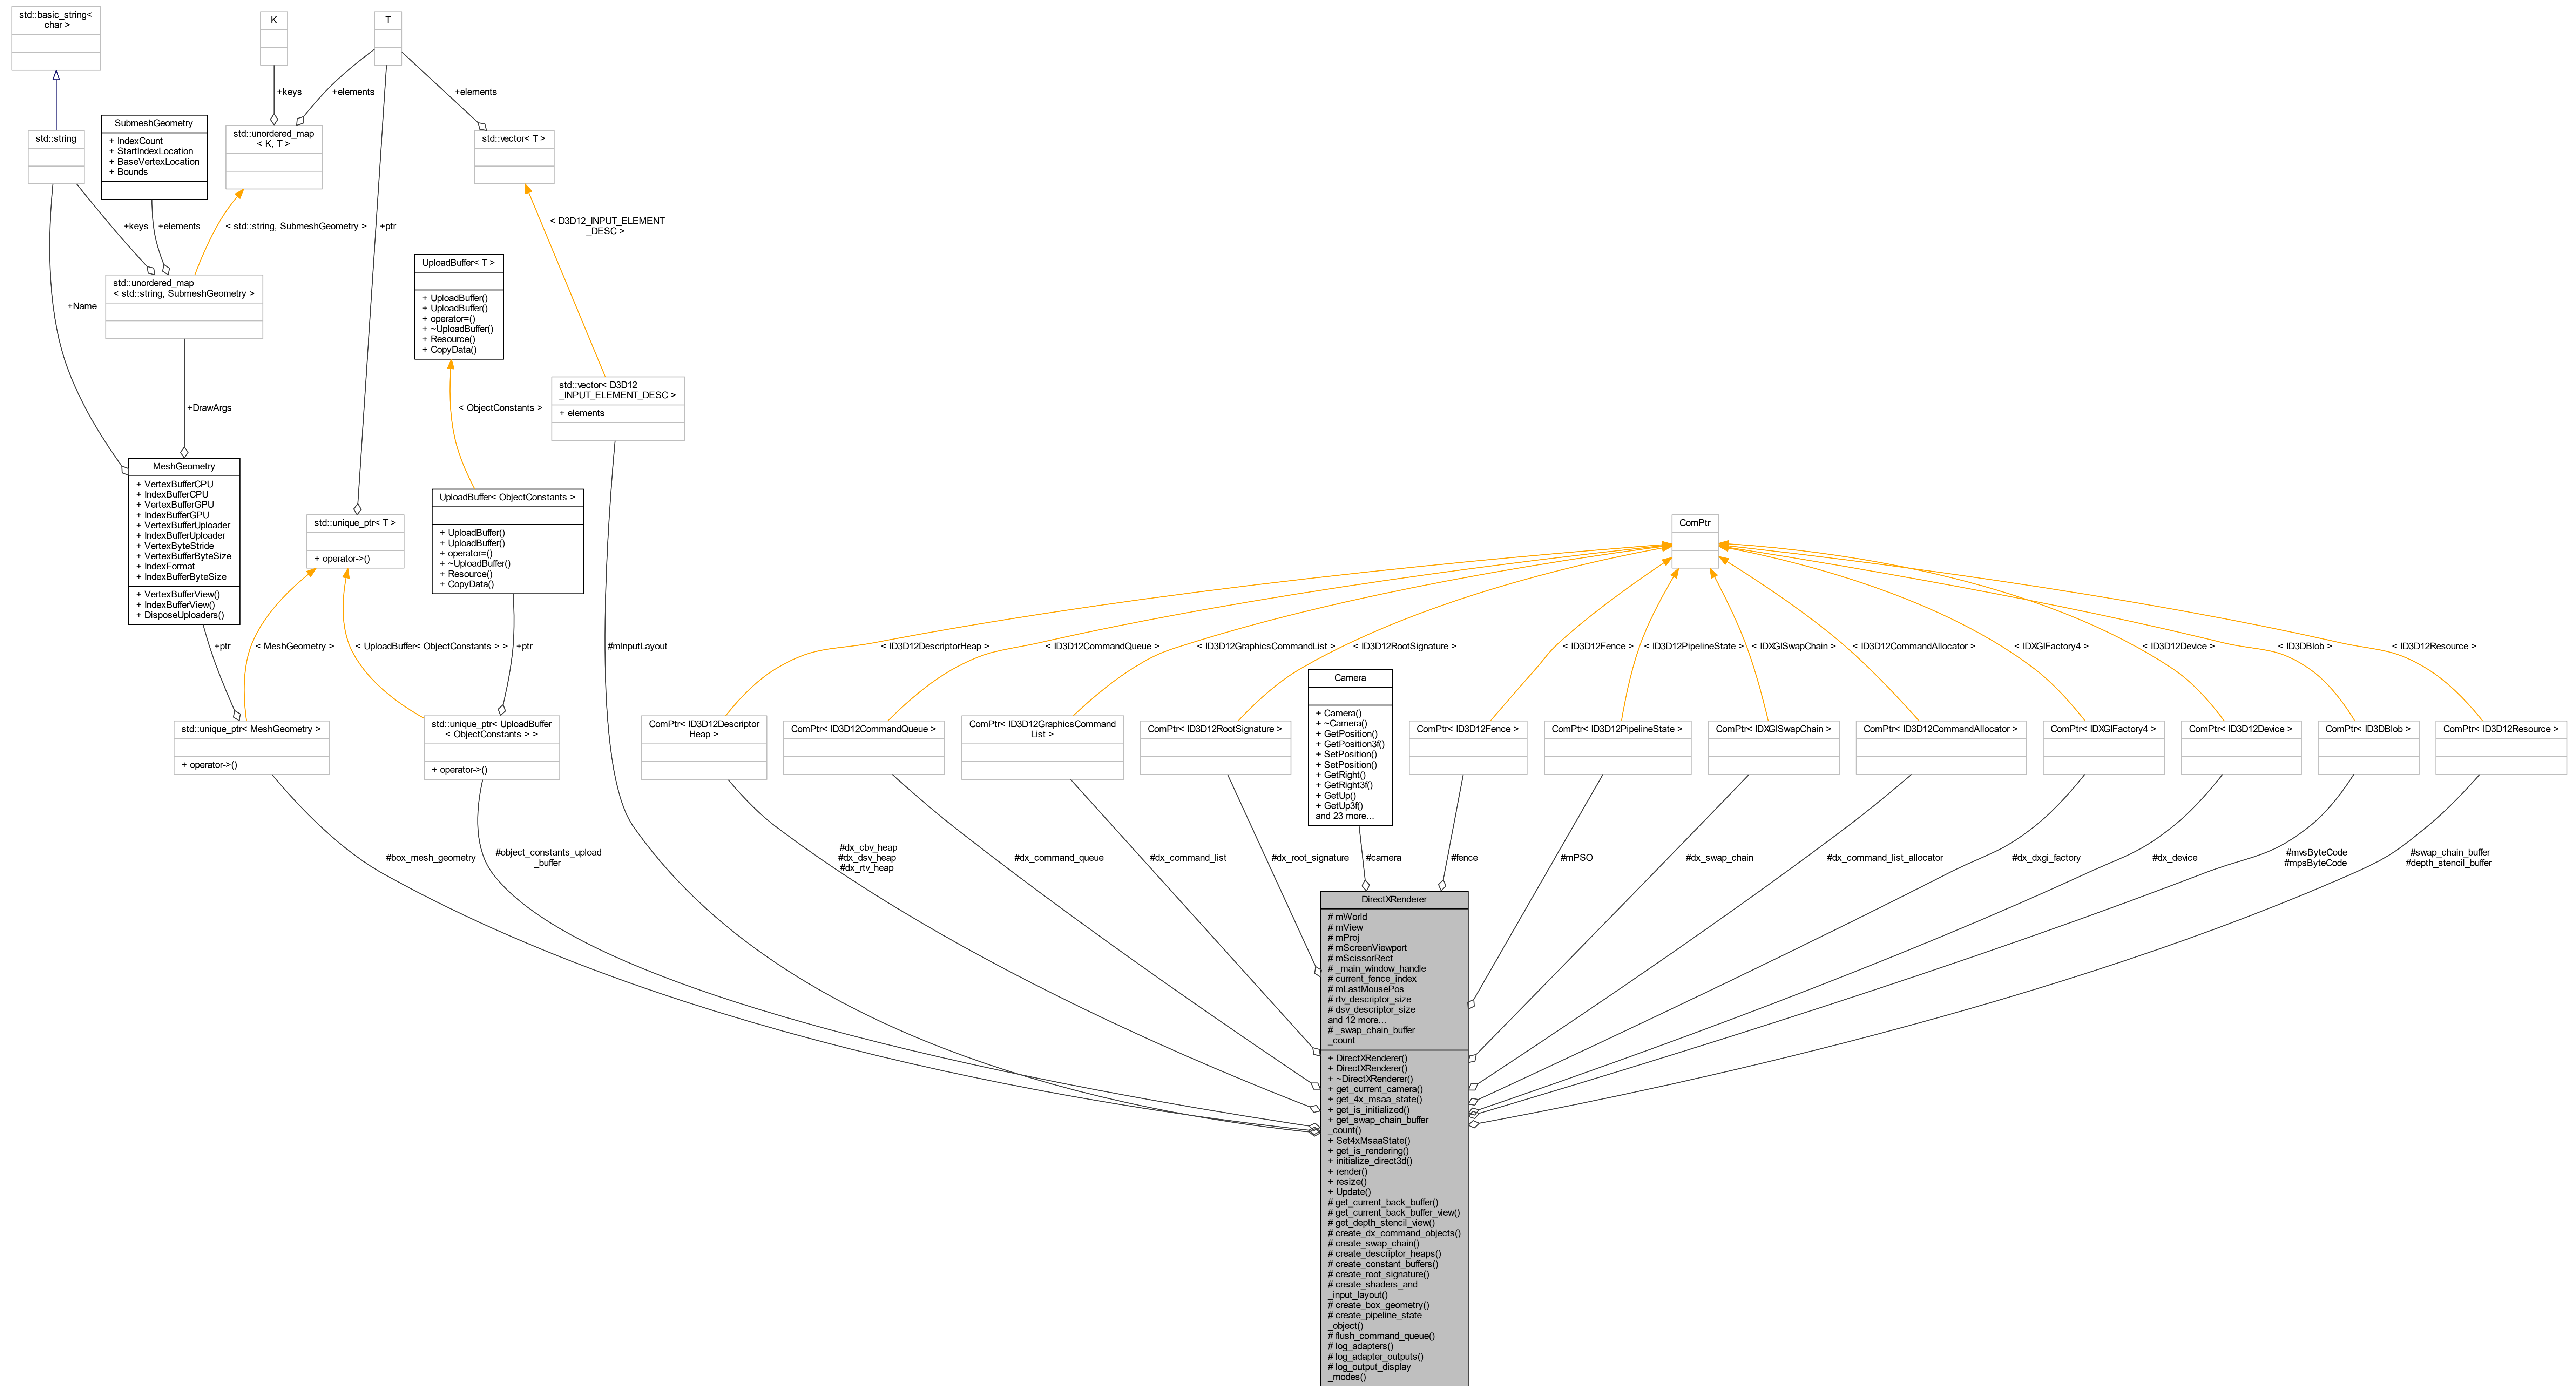 std::basic_string<
char >
K
T
+keys
+elements
+elements
std::string
SubmeshGeometry
+ IndexCount
+ StartIndexLocation
+ BaseVertexLocation
+ Bounds
std::unordered_map
< K, T >
std::vector< T >
+keys
+elements
< std::string, SubmeshGeometry >
+ptr
< D3D12_INPUT_ELEMENT
_DESC >
+Name
std::unordered_map
< std::string, SubmeshGeometry >
UploadBuffer< T >
+ UploadBuffer()
+ UploadBuffer()
+ operator=()
+ ~UploadBuffer()
+ Resource()
+ CopyData()
+DrawArgs
< ObjectConstants >
std::vector< D3D12
_INPUT_ELEMENT_DESC >
+ elements
MeshGeometry
+ VertexBufferCPU
+ IndexBufferCPU
+ VertexBufferGPU
+ IndexBufferGPU
+ VertexBufferUploader
+ IndexBufferUploader
+ VertexByteStride
+ VertexBufferByteSize
+ IndexFormat
+ IndexBufferByteSize
+ VertexBufferView()
+ IndexBufferView()
+ DisposeUploaders()
std::unique_ptr< T >
+ operator->()
UploadBuffer< ObjectConstants >
+ UploadBuffer()
+ UploadBuffer()
+ operator=()
+ ~UploadBuffer()
+ Resource()
+ CopyData()
ComPtr
+ptr
< MeshGeometry >
< UploadBuffer< ObjectConstants > >
+ptr
#mInputLayout
< ID3D12DescriptorHeap >
< ID3D12CommandQueue >
< ID3D12GraphicsCommandList >
< ID3D12RootSignature >
< ID3D12Fence >
< ID3D12PipelineState >
< IDXGISwapChain >
< ID3D12CommandAllocator >
< IDXGIFactory4 >
< ID3D12Device >
< ID3DBlob >
< ID3D12Resource >
std::unique_ptr< MeshGeometry >
+ operator->()
std::unique_ptr< UploadBuffer
< ObjectConstants > >
+ operator->()
ComPtr< ID3D12Descriptor
Heap >
ComPtr< ID3D12CommandQueue >
ComPtr< ID3D12GraphicsCommand
List >
ComPtr< ID3D12RootSignature >
Camera
+ Camera()
+ ~Camera()
+ GetPosition()
+ GetPosition3f()
+ SetPosition()
+ SetPosition()
+ GetRight()
+ GetRight3f()
+ GetUp()
+ GetUp3f()
and 23 more...
ComPtr< ID3D12Fence >
ComPtr< ID3D12PipelineState >
ComPtr< IDXGISwapChain >
ComPtr< ID3D12CommandAllocator >
ComPtr< IDXGIFactory4 >
ComPtr< ID3D12Device >
ComPtr< ID3DBlob >
ComPtr< ID3D12Resource >
#box_mesh_geometry
#object_constants_upload
_buffer
#dx_cbv_heap
#dx_dsv_heap
#dx_rtv_heap
#dx_command_queue
#dx_command_list
#dx_root_signature
#camera
#fence
#mPSO
#dx_swap_chain
#dx_command_list_allocator
#dx_dxgi_factory
#dx_device
#mvsByteCode
#mpsByteCode
#swap_chain_buffer
#depth_stencil_buffer
DirectXRenderer
# mWorld
# mView
# mProj
# mScreenViewport
# mScissorRect
# _main_window_handle
# current_fence_index
# mLastMousePos
# rtv_descriptor_size
# dsv_descriptor_size
and 12 more...
# _swap_chain_buffer
_count
+ DirectXRenderer()
+ DirectXRenderer()
+ ~DirectXRenderer()
+ get_current_camera()
+ get_4x_msaa_state()
+ get_is_initialized()
+ get_swap_chain_buffer
_count()
+ Set4xMsaaState()
+ get_is_rendering()
+ initialize_direct3d()
+ render()
+ resize()
+ Update()
# get_current_back_buffer()
# get_current_back_buffer_view()
# get_depth_stencil_view()
# create_dx_command_objects()
# create_swap_chain()
# create_descriptor_heaps()
# create_constant_buffers()
# create_root_signature()
# create_shaders_and
_input_layout()
# create_box_geometry()
# create_pipeline_state
_object()
# flush_command_queue()
# log_adapters()
# log_adapter_outputs()
# log_output_display
_modes()